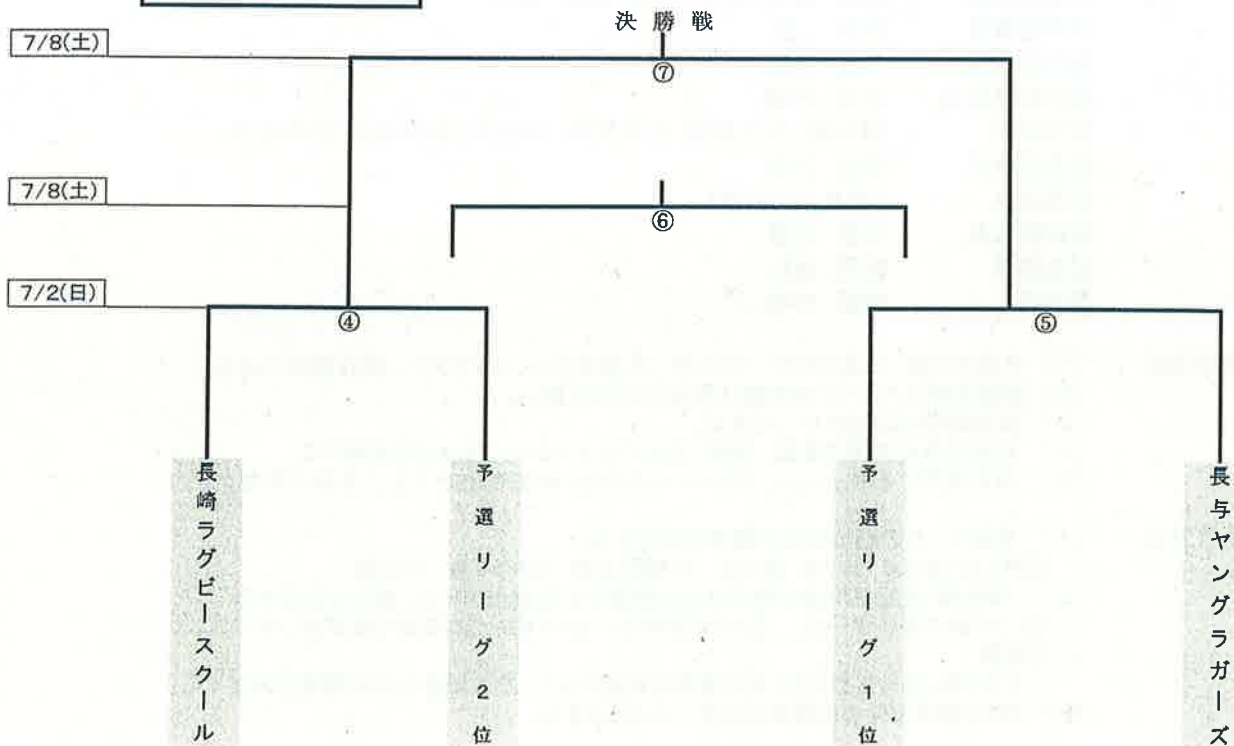 決勝戦
7/8(土)
⑦
7/8(土)
⑥
7/2(日)
④
⑤
長崎ラグビースクール
予選リーグ2位
予選リーグ1位
長与ヤングラガーズ